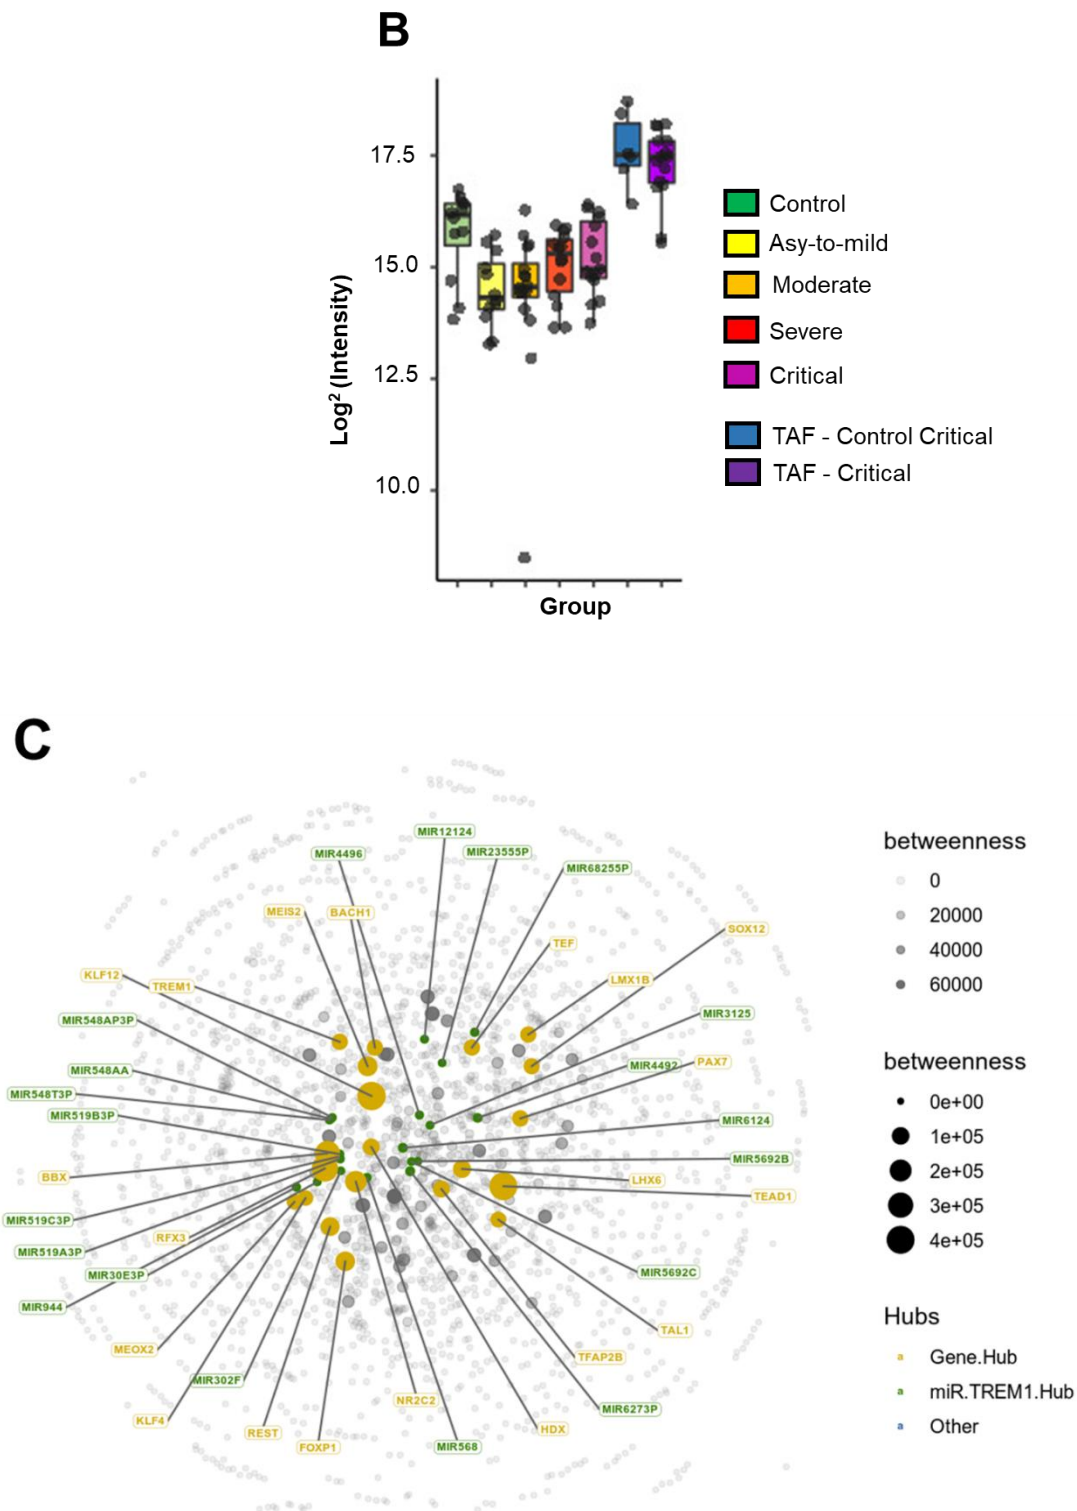 B
17.5
15.0
12.5
10.0
Log² (Intensity)
Group
Control
Asy-to-mild
Moderate
Severe
Critical
TAF - Control Critical
TAF - Critical
C
MIR12124
MIR4496
MIR23555P
MIR68255P
MEIS2
BACH1
SOX12
TEF
KLF12
TREM1
LMX1B
MIR548AP3P
MIR3125
MIR548AA
MIR4492
PAX7
MIR548T3P
MIR519B3P
MIR6124
MIR5692B
BBX
LHX6
TEAD1
MIR519C3P
RFX3
MIR519A3P
MIR30E3P
MIR5692C
MIR944
TAL1
MEOX2
TFAP2B
MIR302F
NR2C2
MIR6273P
KLF4
REST
HDX
FOXP1
MIR568
betweenness
0
20000
40000
60000
betweenness
0e+00
1e+05
2e+05
3e+05
4e+05
Hubs
a Gene.Hub
a miR.TREM1.Hub
a Other